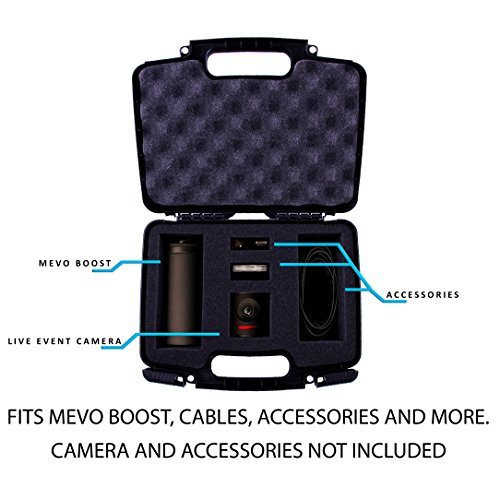 MEVO BOOST
ACCESSORIES
LIVE EVENT CAMERA
FITS MEVO BOOST, CABLES, ACCESSORIES AND MORE.
CAMERA AND ACCESSORIES NOT INCLUDED